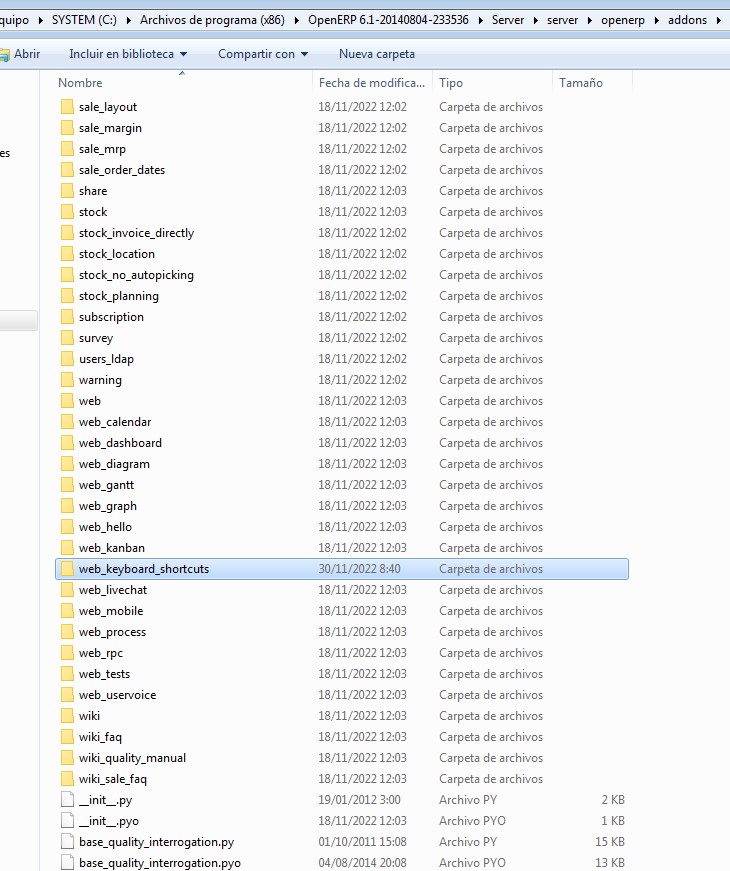 quipo ▸ SYSTEM (C:) ▸ Archivos de programa (x86) ▸ OpenERP 6.1-20140804-233536 ▸ Server ▸ server ▸ openerp ▸ addons ▸
Abrir Incluir en biblioteca ▾ Compartir con ▾ Nueva carpeta
Nombre Fecha de modifica... Tipo Tamaño
sale_layout 18/11/2022 12:02 Carpeta de archivos
sale_margin 18/11/2022 12:02 Carpeta de archivos
es sale_mrp 18/11/2022 12:02 Carpeta de archivos
sale_order_dates 18/11/2022 12:02 Carpeta de archivos
share 18/11/2022 12:03 Carpeta de archivos
stock 18/11/2022 12:03 Carpeta de archivos
stock_invoice_directly 18/11/2022 12:02 Carpeta de archivos
stock_location 18/11/2022 12:02 Carpeta de archivos
stock_no_autopicking 18/11/2022 12:02 Carpeta de archivos
stock_planning 18/11/2022 12:02 Carpeta de archivos
subscription 18/11/2022 12:02 Carpeta de archivos
survey 18/11/2022 12:02 Carpeta de archivos
users_ldap 18/11/2022 12:02 Carpeta de archivos
warning 18/11/2022 12:02 Carpeta de archivos
web 18/11/2022 12:03 Carpeta de archivos
web_calendar 18/11/2022 12:03 Carpeta de archivos
web_dashboard 18/11/2022 12:03 Carpeta de archivos
web_diagram 18/11/2022 12:03 Carpeta de archivos
web_gantt 18/11/2022 12:03 Carpeta de archivos
web_graph 18/11/2022 12:03 Carpeta de archivos
web_hello 18/11/2022 12:03 Carpeta de archivos
web_kanban 18/11/2022 12:03 Carpeta de archivos
web_keyboard_shortcuts 30/11/2022 8:40 Carpeta de archivos
web_livechat 18/11/2022 12:03 Carpeta de archivos
web_mobile 18/11/2022 12:03 Carpeta de archivos
web_process 18/11/2022 12:03 Carpeta de archivos
web_rpc 18/11/2022 12:03 Carpeta de archivos
web_tests 18/11/2022 12:03 Carpeta de archivos
web_uservoice 18/11/2022 12:03 Carpeta de archivos
wiki 18/11/2022 12:03 Carpeta de archivos
wiki_faq 18/11/2022 12:03 Carpeta de archivos
wiki_quality_manual 18/11/2022 12:03 Carpeta de archivos
wiki_sale_faq 18/11/2022 12:03 Carpeta de archivos
__init__.py 19/01/2012 3:00 Archivo PY 2 KB
__init__.pyo 18/11/2022 12:03 Archivo PYO 1 KB
base_quality_interrogation.py 01/10/2011 15:08 Archivo PY 15 KB
base_quality_interrogation.pyo 04/08/2014 20:08 Archivo PYO 13 KB